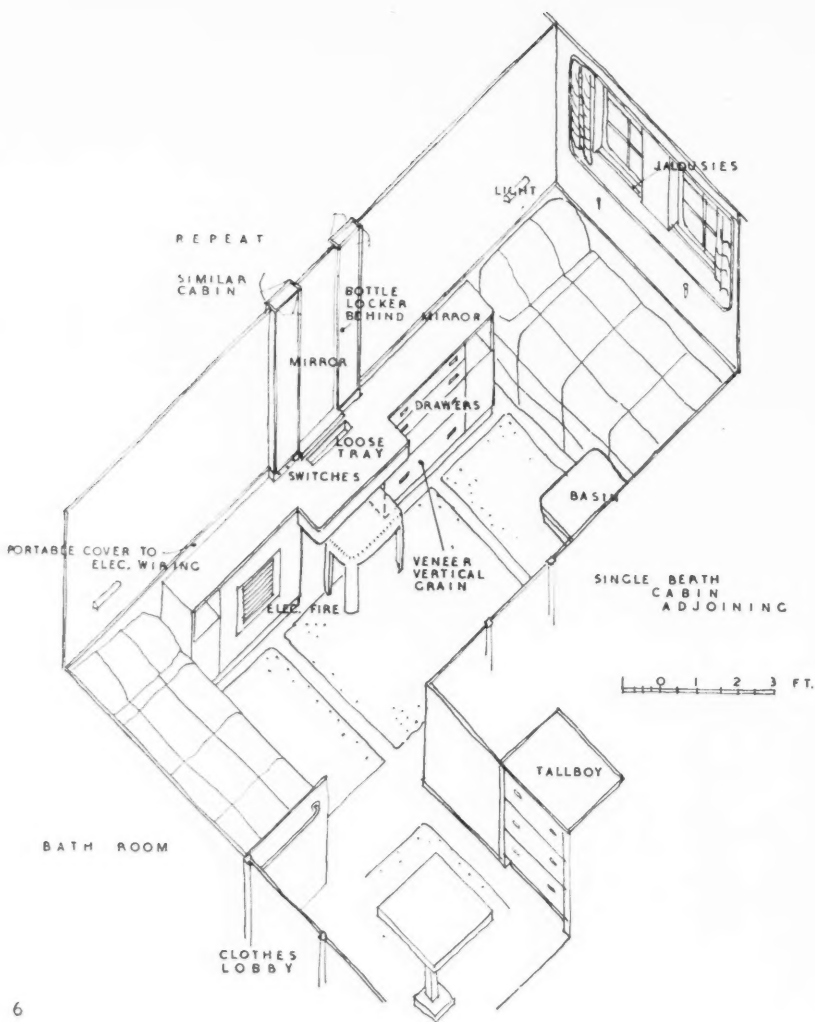 JALOUSIES
LIGHT
REPEAT
SIMILAR
CABIN
BOTTLE
LOCKER
BEHIND
MIRROR
MIRROR
DRAWERS
LOOSE
TRAY
SWITCHES
BASIN
PORTABLE COVER TO
ELEC. WIRING
VENEER
VERTICAL
GRAIN
ELEC. FIRE
SINGLE BERTH
CABIN
ADJOINING
1 0 1 2 3 FT.
TALLBOY
BATH ROOM
CLOTHES
LOBBY
6